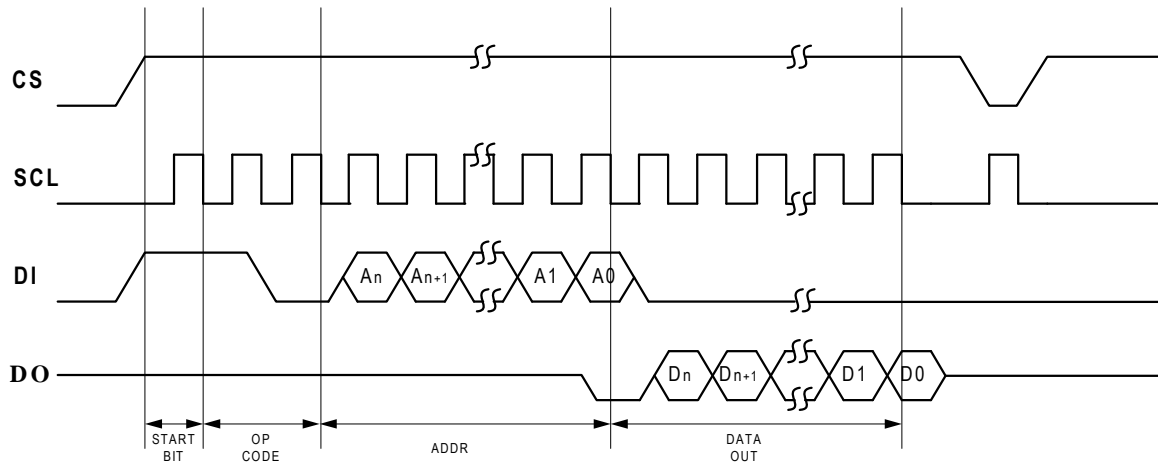 CS
SCL
DI
An
An+1
A1
A0
DO
Dn
Dn+1
D1
D0
START
BIT
OP
CODE
ADDR
DATA
OUT